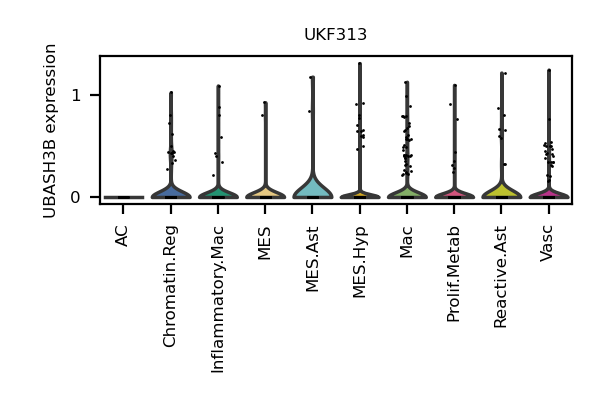 UKF313
UBASH3B expression
1
0
AC
Chromatin.Reg
Inflammatory.Mac
MES
MES.Ast
MES.Hyp
Mac
Prolif.Metab
Reactive.Ast
Vasc